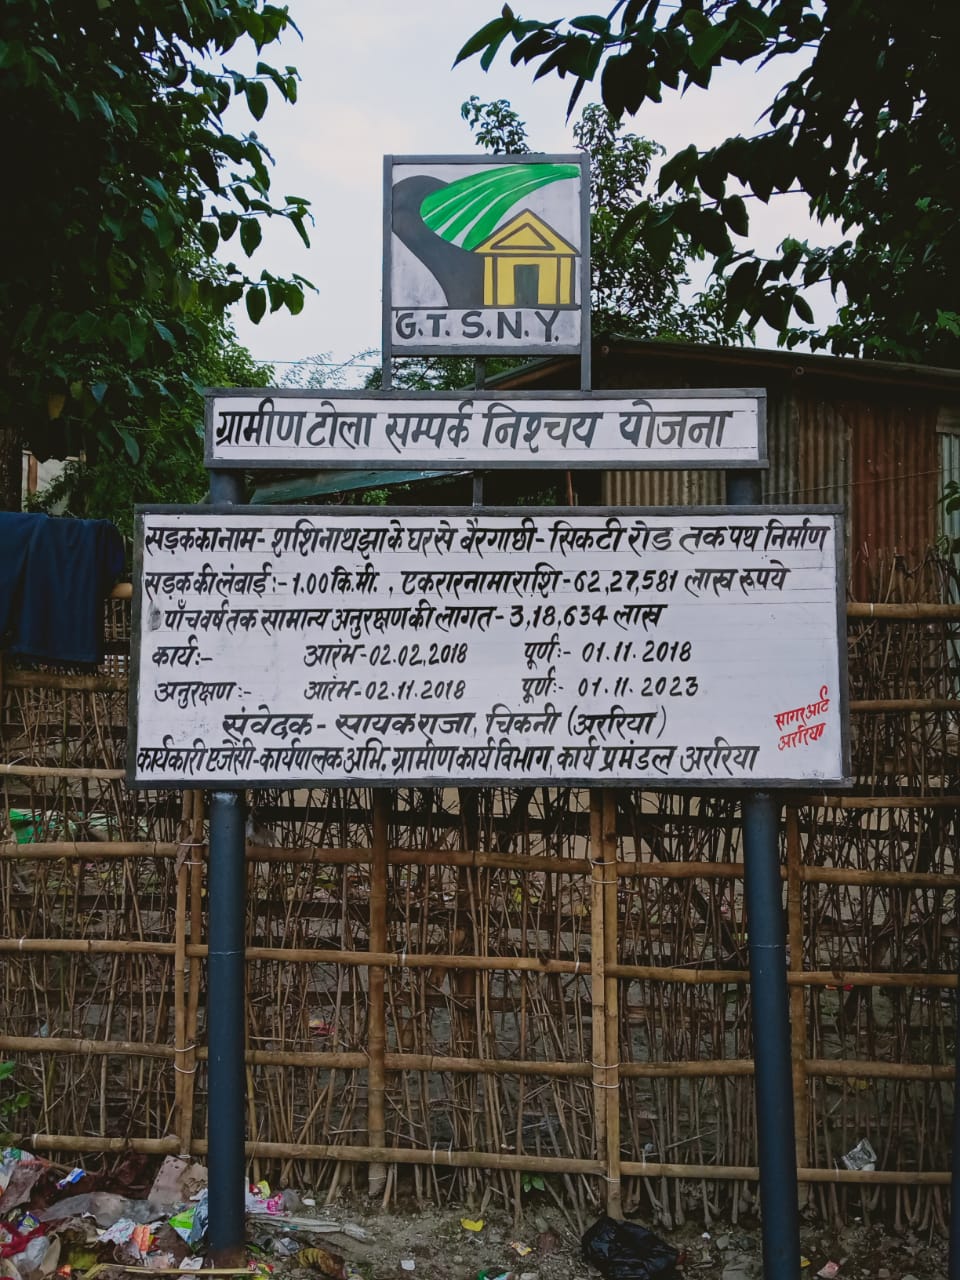 G.T.S.N.Y.
ग्रामीण टोला सम्पर्क निश्चय योजना
सड़क का नाम- शशिनाथ झा के घर से बैरगाछी- सिकटी रोड तक पथ निर्माण
सड़क की लंबाई:- 1.00 कि.मी. , एकरारनामा राशि-62,27,581 लाख रुपये
पाँच वर्ष तक सामान्य अनुरक्षण की लागत- 3,18,634 लाख
कार्य:- आरंभ-02.02,2018 पूर्ण:- 01.11.2018
अनुरक्षण:- आरंभ-02.11.2018 पूर्ण:- 01.11.2023
संवेदक- सायक राजा, चिकनी (अररिया)
कार्यकारी एजेंसी-कार्यपालक अभि. ग्रामीण कार्य विभाग, कार्य प्रमंडल अररिया
सागर आर्ट
अररिया